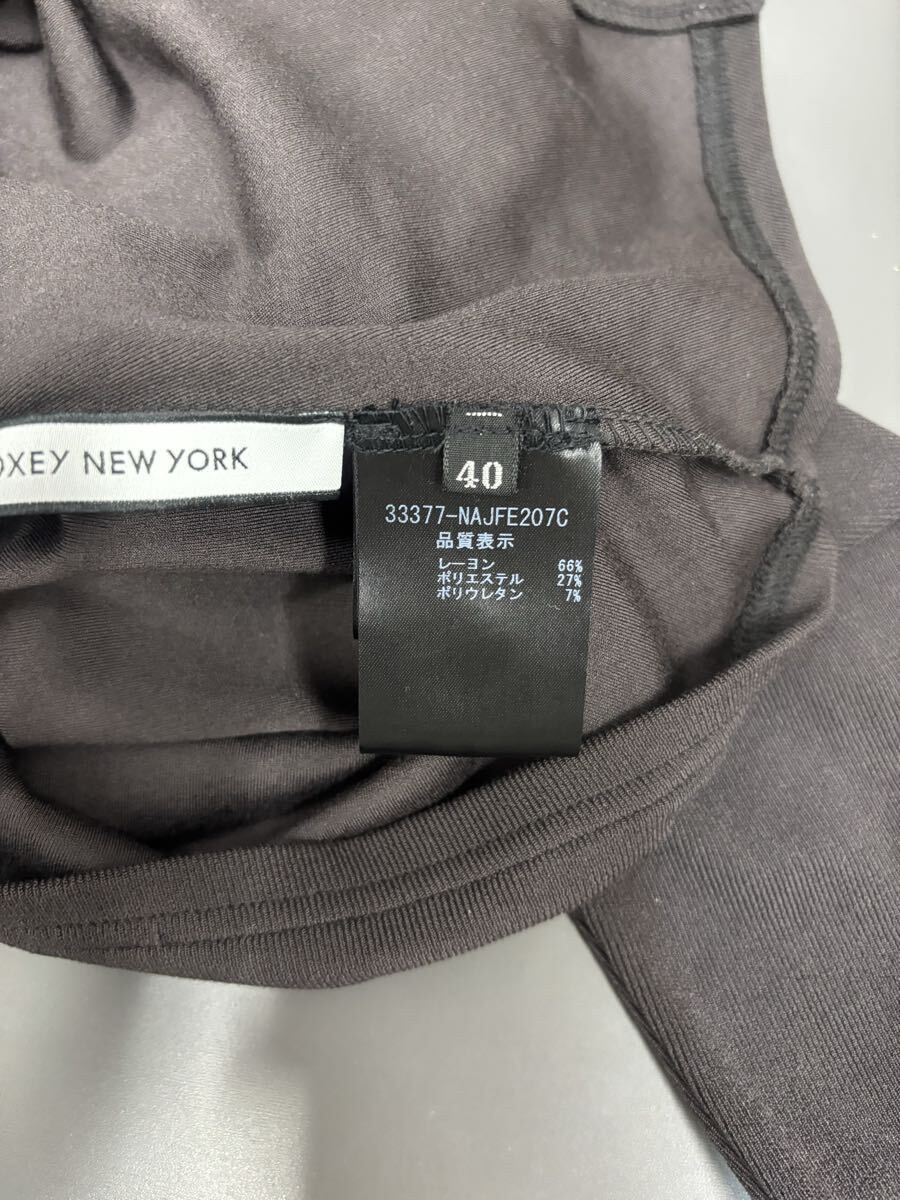 NEW YORK
40
33377-NAJFE207C
品質表示
レーヨン 66%
ポリエステル 27%
ポリウレタン 7%